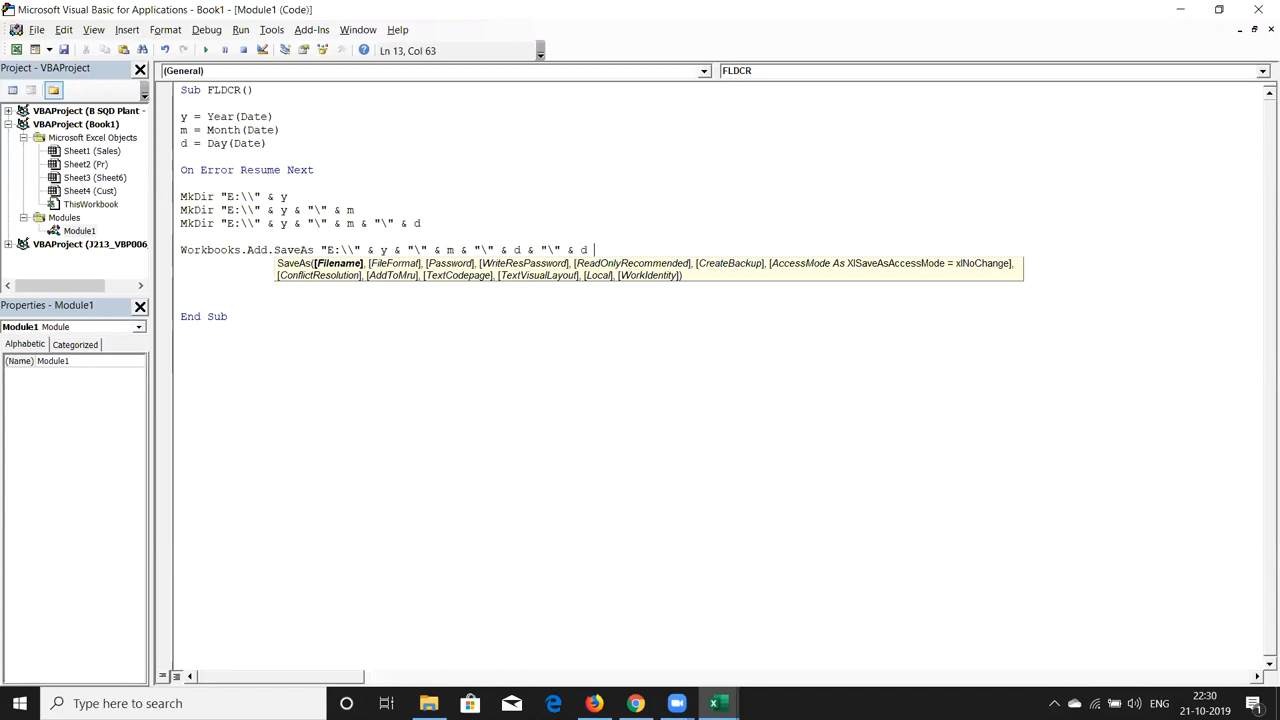 Microsoft Visual Basic for Applications - Book1 - [Module1 (Code)]
File Edit View Insert Format Debug Run Tools Add-Ins Window Help
Ln 13, Col 63
Project - VBAProject
(General)
FLDCR
VBAProject (B SQD Plant -
VBAProject (Book1)
Microsoft Excel Objects
Sheet1 (Sales)
Sheet2 (Pr)
Sheet3 (Sheet6)
Sheet4 (Cust)
ThisWorkbook
Modules
Module1
VBAProject (J213_VBP006_
Sub FLDCR()
y = Year(Date)
m = Month(Date)
d = Day(Date)
On Error Resume Next
MkDir "E:\\" & y
MkDir "E:\\" & y & "\" & m
MkDir "E:\\" & y & "\" & m & "\" & d
Workbooks.Add.SaveAs "E:\\" & y & "\" & m & "\" & d & "\" & d
SaveAs([Filename], [FileFormat], [Password], [WriteResPassword], [ReadOnlyRecommended], [CreateBackup], [AccessMode As XlSaveAsAccessMode = xlNoChange],
[ConflictResolution], [AddToMru], [TextCodepage], [TextVisualLayout], [Local], [WorkIdentity])
End Sub
Properties - Module1
Module1 Module
Alphabetic Categorized
(Name) Module1
Type here to search
ENG
22:30
21-10-2019
1